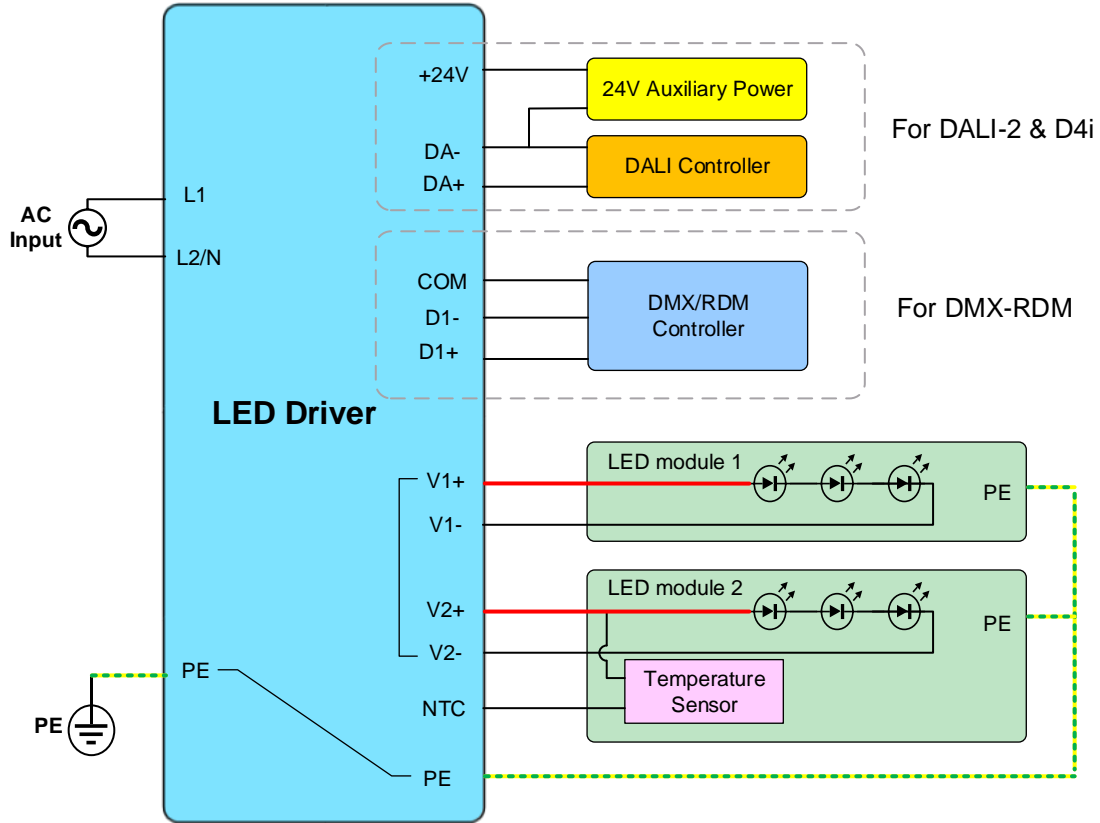 +24V
24V Auxiliary Power
For DALI-2 & D4i
DA-
DALI Controller
DA+
L1
AC
Input
L2/N
COM
DMX/RDM
Controller
For DMX-RDM
D1-
D1+
LED Driver
LED module 1
V1+
PE
V1-
LED module 2
V2+
PE
V2-
PE
Temperature
Sensor
NTC
PE
PE